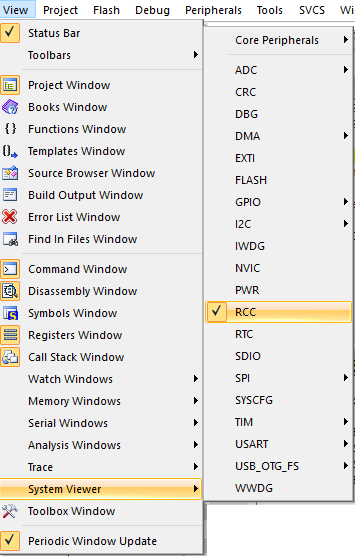 View Project Flash Debug Peripherals Tools SVCS
Status Bar
Toolbars
Project Window
Books Window
Functions Window
Templates Window
Source Browser Window
Build Output Window
Error List Window
Find In Files Window
Command Window
Disassembly Window
Symbols Window
Registers Window
Call Stack Window
Watch Windows
Memory Windows
Serial Windows
Analysis Windows
Trace
System Viewer
Toolbox Window
Periodic Window Update
Core Peripherals
ADC
CRC
DBG
DMA
EXTI
FLASH
GPIO
I2C
IWDG
NVIC
PWR
RCC
RTC
SDIO
SPI
SYSCFG
TIM
USART
USB_OTG_FS
WWDG